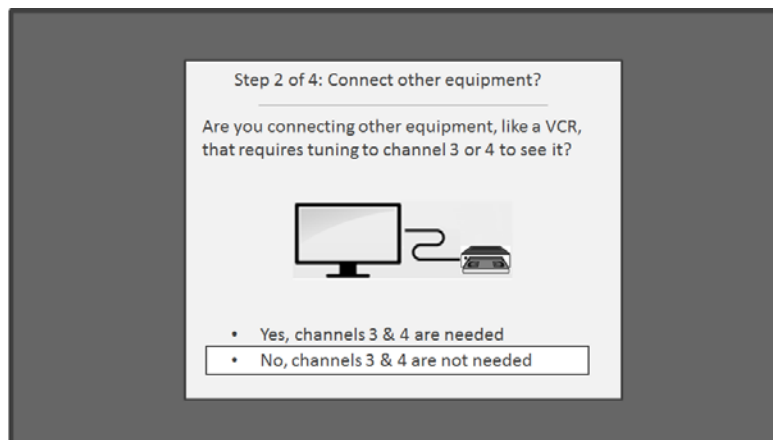 Step 2 of 4: Connect other equipment?
Are you connecting other equipment, like a VCR,
that requires tuning to channel 3 or 4 to see it?
• Yes, channels 3 & 4 are needed
• No, channels 3 & 4 are not needed